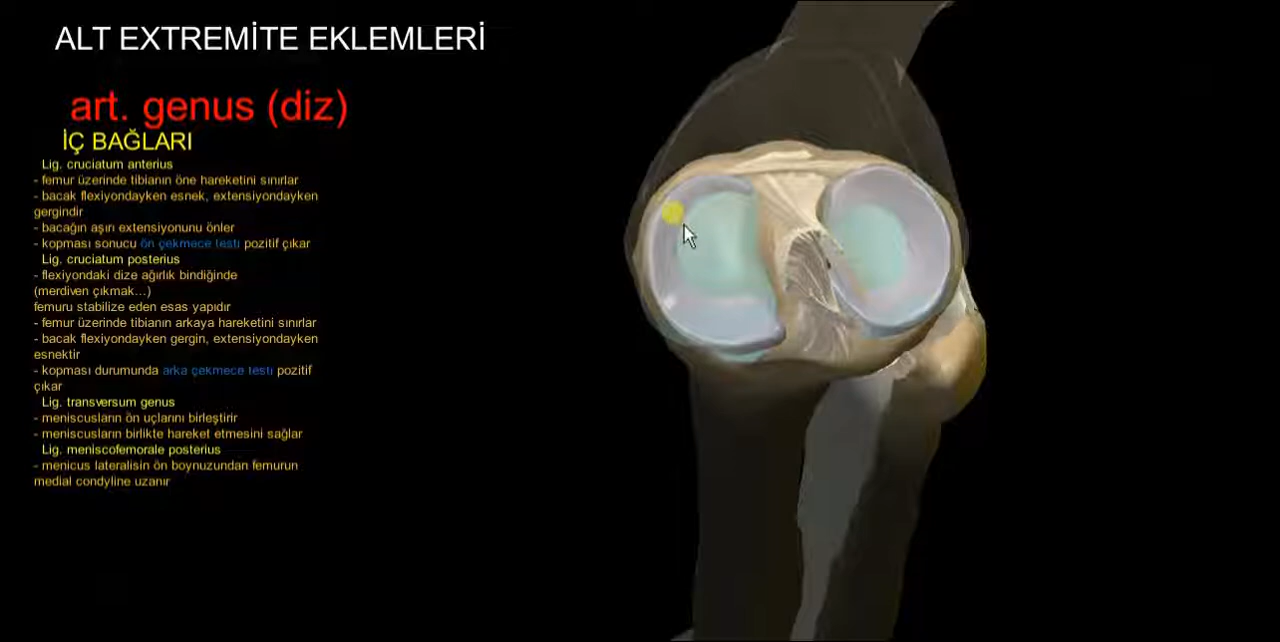 ALT EXTREMİTE EKLEMLERİ
art. genus (diz)
İÇ BAĞLARI
Lig. cruciatum anterius
- femur üzerinde tibianın öne hareketini sınırlar
- bacak flexiyondayken esnek, extensiyondayken
gergindir
- bacağın aşırı extensiyonunu önler
- kopması sonucu ön çekmece testi pozitif çıkar
Lig. cruciatum posterius
- flexiyondaki dize ağırlık bindiğinde
(merdiven çıkmak...)
femuru stabilize eden esas yapıdır
- femur üzerinde tibianın arkaya hareketini sınırlar
- bacak flexiyondayken gergin, extensiyondayken
esnektir
- kopması durumunda arka çekmece testi pozitif
çıkar
Lig. transversum genus
- meniscusların ön uçlarını birleştirir
- meniscusların birlikte hareket etmesini sağlar
Lig. meniscofemorale posterius
- menicus lateralisin ön boynuzundan femurun
medial condyline uzanır